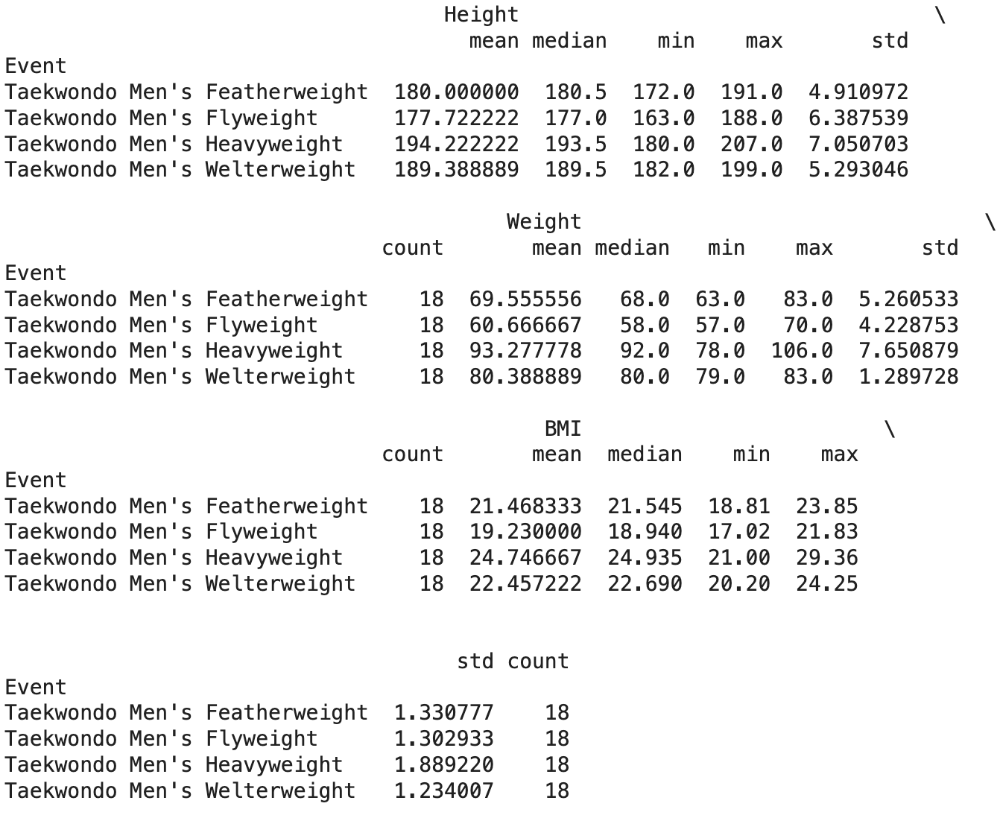 Height \
mean median min max std
Event
Taekwondo Men's Featherweight 180.000000 180.5 172.0 191.0 4.910972
Taekwondo Men's Flyweight 177.722222 177.0 163.0 188.0 6.387539
Taekwondo Men's Heavyweight 194.222222 193.5 180.0 207.0 7.050703
Taekwondo Men's Welterweight 189.388889 189.5 182.0 199.0 5.293046
Weight \
count mean median min max std
Event
Taekwondo Men's Featherweight 18 69.555556 68.0 63.0 83.0 5.260533
Taekwondo Men's Flyweight 18 60.666667 58.0 57.0 70.0 4.228753
Taekwondo Men's Heavyweight 18 93.277778 92.0 78.0 106.0 7.650879
Taekwondo Men's Welterweight 18 80.388889 80.0 79.0 83.0 1.289728
BMI \
count mean median min max
Event
Taekwondo Men's Featherweight 18 21.468333 21.545 18.81 23.85
Taekwondo Men's Flyweight 18 19.230000 18.940 17.02 21.83
Taekwondo Men's Heavyweight 18 24.746667 24.935 21.00 29.36
Taekwondo Men's Welterweight 18 22.457222 22.690 20.20 24.25
std count
Event
Taekwondo Men's Featherweight 1.330777 18
Taekwondo Men's Flyweight 1.302933 18
Taekwondo Men's Heavyweight 1.889220 18
Taekwondo Men's Welterweight 1.234007 18